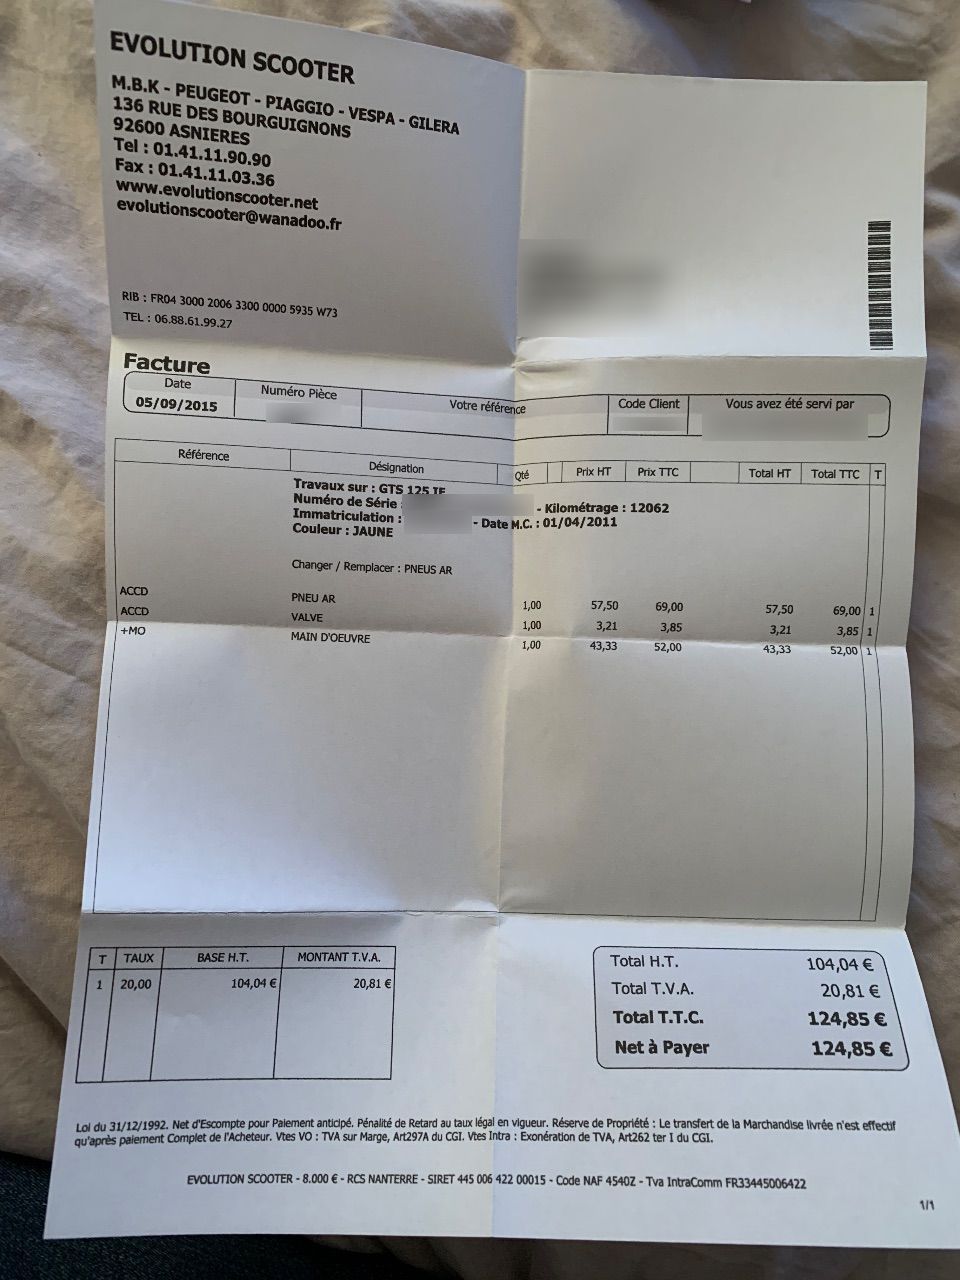 EVOLUTION SCOOTER
M.B.K - PEUGEOT - PIAGGIO - VESPA - GILERA
136 RUE DES BOURGUIGNONS
92600 ASNIERES
Tel : 01.41.11.90.90
Fax : 01.41.11.03.36
www.evolutionscooter.net
evolutionscooter@wanadoo.fr
RIB : FR04 3000 2006 3300 0000 5935 W73
TEL : 06.88.61.99.27
Facture
Date Numéro Pièce Votre référence Code Client Vous avez été servi par
05/09/2015
Référence Désignation Qté Prix HT Prix TTC Total HT Total TTC T
Travaux sur : GTS 125 IE
Numéro de Série : - Kilométrage : 12062
Immatriculation : - Date M.C. : 01/04/2011
Couleur : JAUNE
Changer / Remplacer : PNEUS AR
ACCD PNEU AR 1,00 57,50 69,00 57,50 69,00 1
ACCD VALVE 1,00 3,21 3,85 3,21 3,85 1
+MO MAIN D'OEUVRE 1,00 43,33 52,00 43,33 52,00 1
T TAUX BASE H.T. MONTANT T.V.A.
1 20,00 104,04 € 20,81 €
Total H.T. 104,04 €
Total T.V.A. 20,81 €
Total T.T.C. 124,85 €
Net à Payer 124,85 €
Loi du 31/12/1992. Net d'Escompte pour Paiement anticipé. Pénalité de Retard au taux légal en vigueur. Réserve de Propriété : Le transfert de la Marchandise livrée n'est effectif
qu'après paiement Complet de l'Acheteur. Vtes VO : TVA sur Marge, Art297A du CGI. Vtes Intra : Exonération de TVA, Art262 ter I du CGI.
EVOLUTION SCOOTER - 8.000 € - RCS NANTERRE - SIRET 445 006 422 00015 - Code NAF 4540Z - Tva IntraComm FR33445006422
1/1